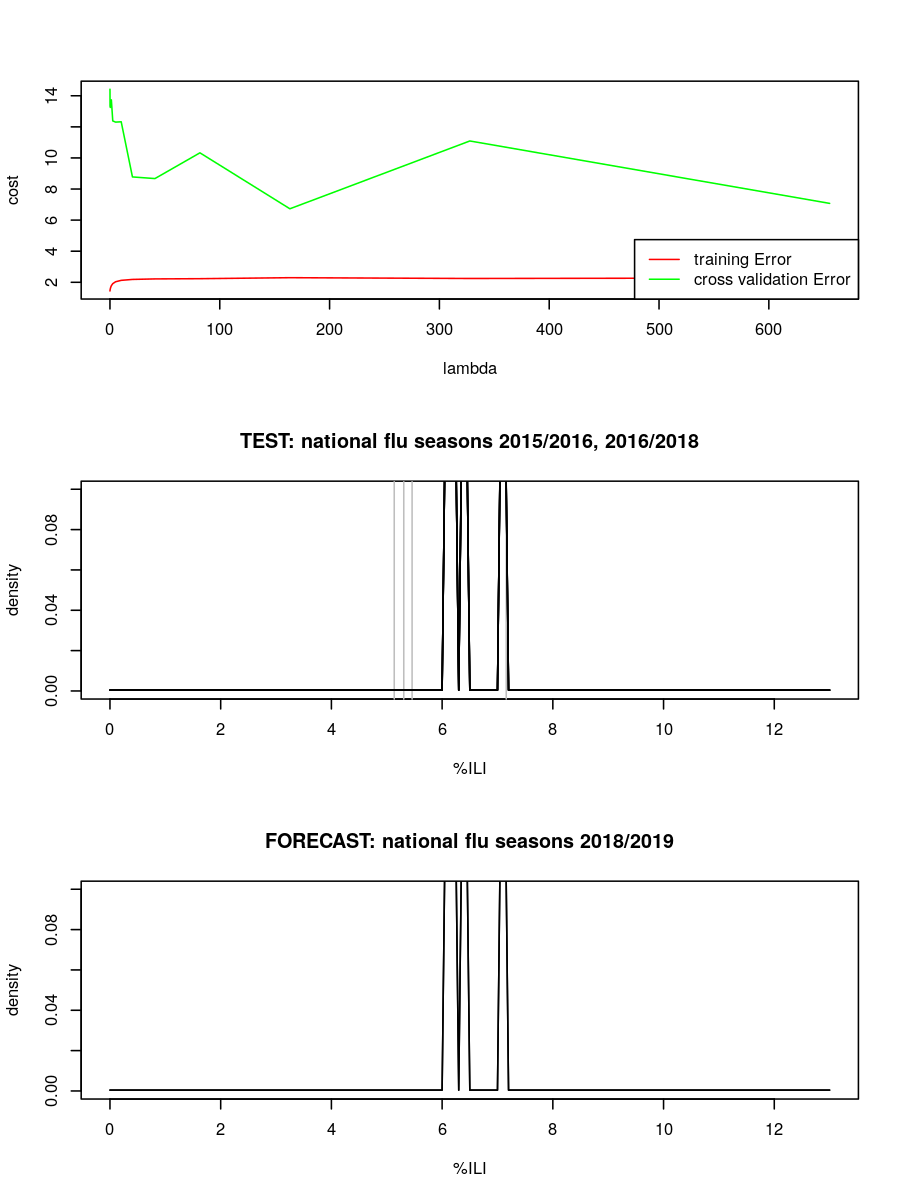 14
10
8
6
4
2
cost
training Error
cross validation Error
0 100 200 300 400 500 600
lambda
TEST: national flu seasons 2015/2016, 2016/2018
0.08
0.04
0.00
density
0 2 4 6 8 10 12
%ILI
FORECAST: national flu seasons 2018/2019
0.08
0.04
0.00
density
0 2 4 6 8 10 12
%ILI